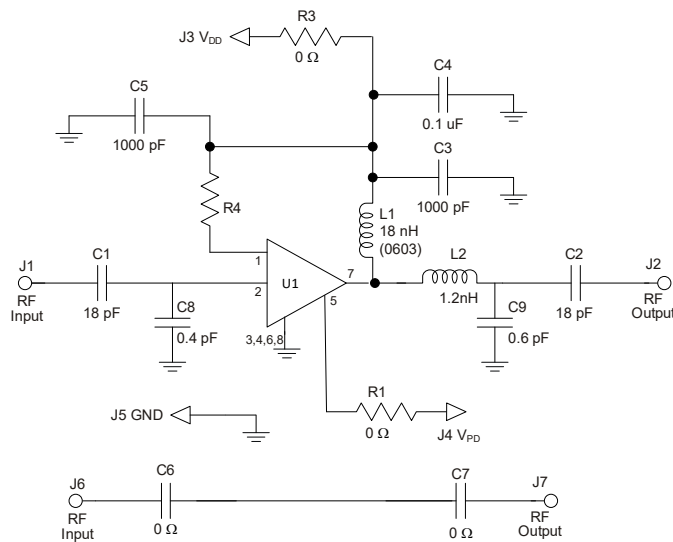 R3
J3 V_DD
0 Ω
C4
0.1 uF
C5
1000 pF
C3
1000 pF
R4
L1
18 nH
(0603)
J1
RF
Input
C1
18 pF
1
2
U1
7
5
3,4,6,8
L2
1.2nH
C2
18 pF
J2
RF
Output
C8
0.4 pF
C9
0.6 pF
R1
0 Ω
J4 V_PD
J5 GND
J6
RF
Input
C6
0 Ω
C7
0 Ω
J7
RF
Output